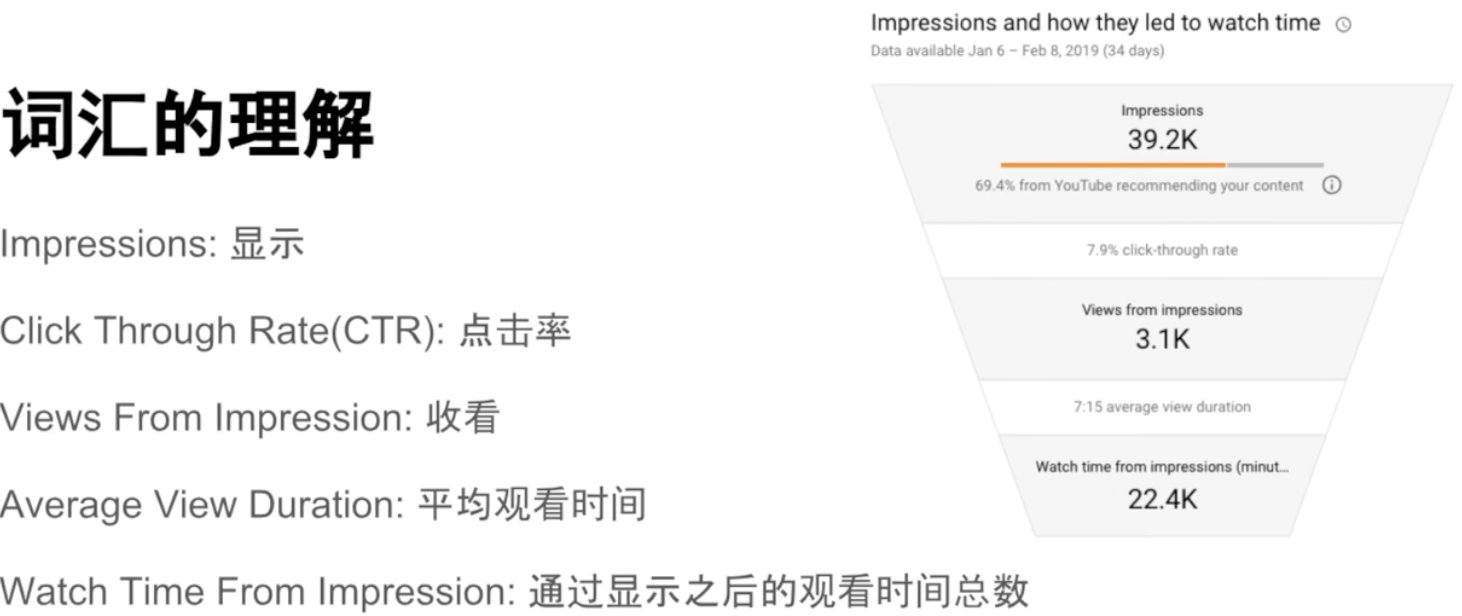 词汇的理解
Impressions: 显示
Click Through Rate(CTR): 点击率
Views From Impression: 收看
Average View Duration: 平均观看时间
Watch Time From Impression: 通过显示之后的观看时间总数
Impressions and how they led to watch time
Data available Jan 6 – Feb 8, 2019 (34 days)
Impressions
39.2K
69.4% from YouTube recommending your content
7.9% click-through rate
Views from impressions
3.1K
7:15 average view duration
Watch time from impressions (minut...
22.4K